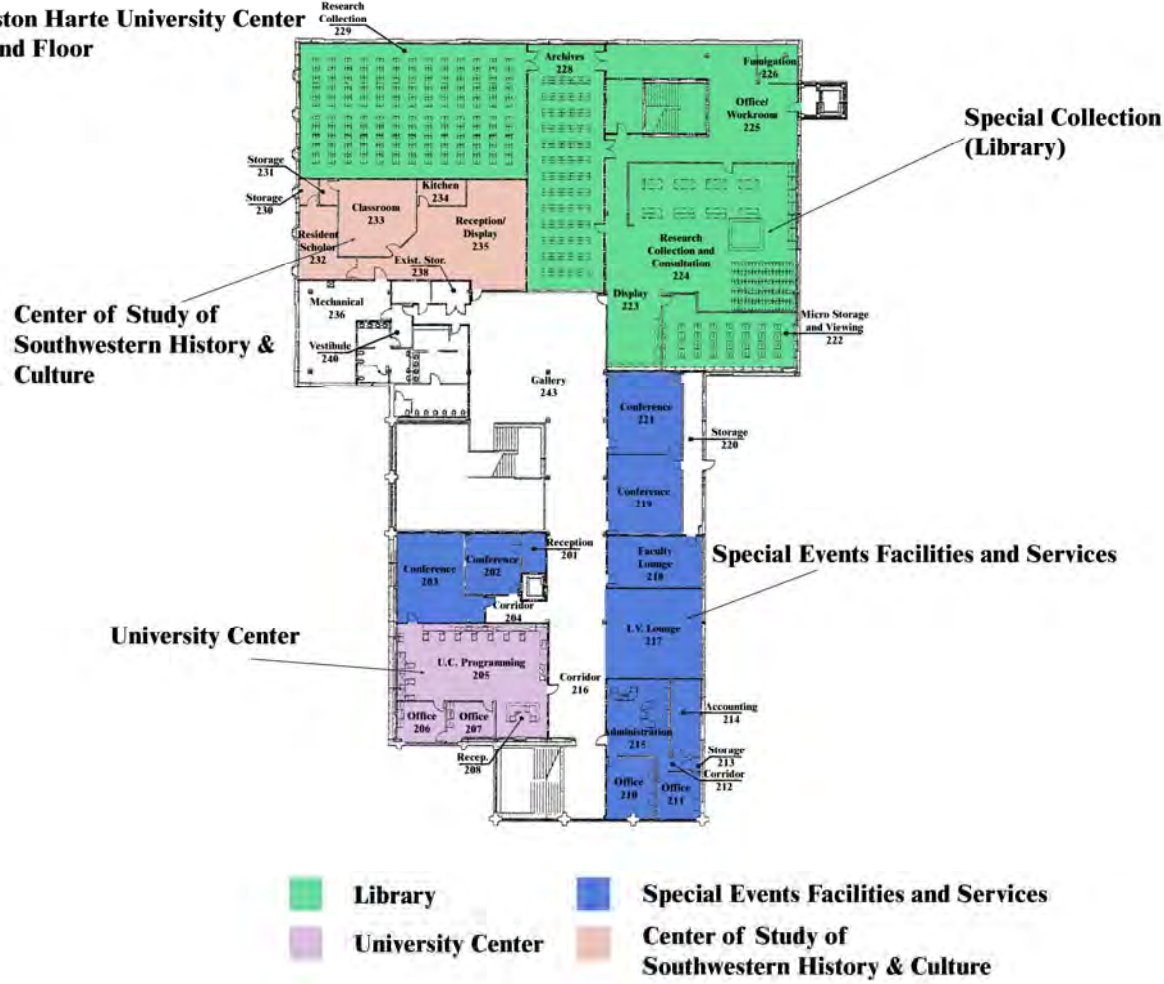 ston Harte University Center
nd Floor
Research
Collection
229
Archives
228
Fumigation
226
Office/
Workroom
225
Special Collection
(Library)
Storage
231
Storage
230
Classroom
233
Kitchen
234
Reception/
Display
235
Resident
Scholor
232
Exist. Stor.
238
Research
Collection and
Consultation
224
Mechanical
236
Display
223
Center of Study of
Southwestern History &
Culture
Micro Storage
and Viewing
222
Vestibule
240
Gallery
243
Conference
221
Storage
220
Conference
219
Reception
201
Conference
202
Conference
203
Faculty
Lounge
218
Special Events Facilities and Services
Corridor
204
University Center
L.V. Lounge
217
U.C. Programming
205
Corridor
216
Accounting
214
Office
206
Office
207
Administration
215
Recep.
208
Storage
213
Corridor
212
Office
210
Office
211
Library
Special Events Facilities and Services
University Center
Center of Study of
Southwestern History & Culture